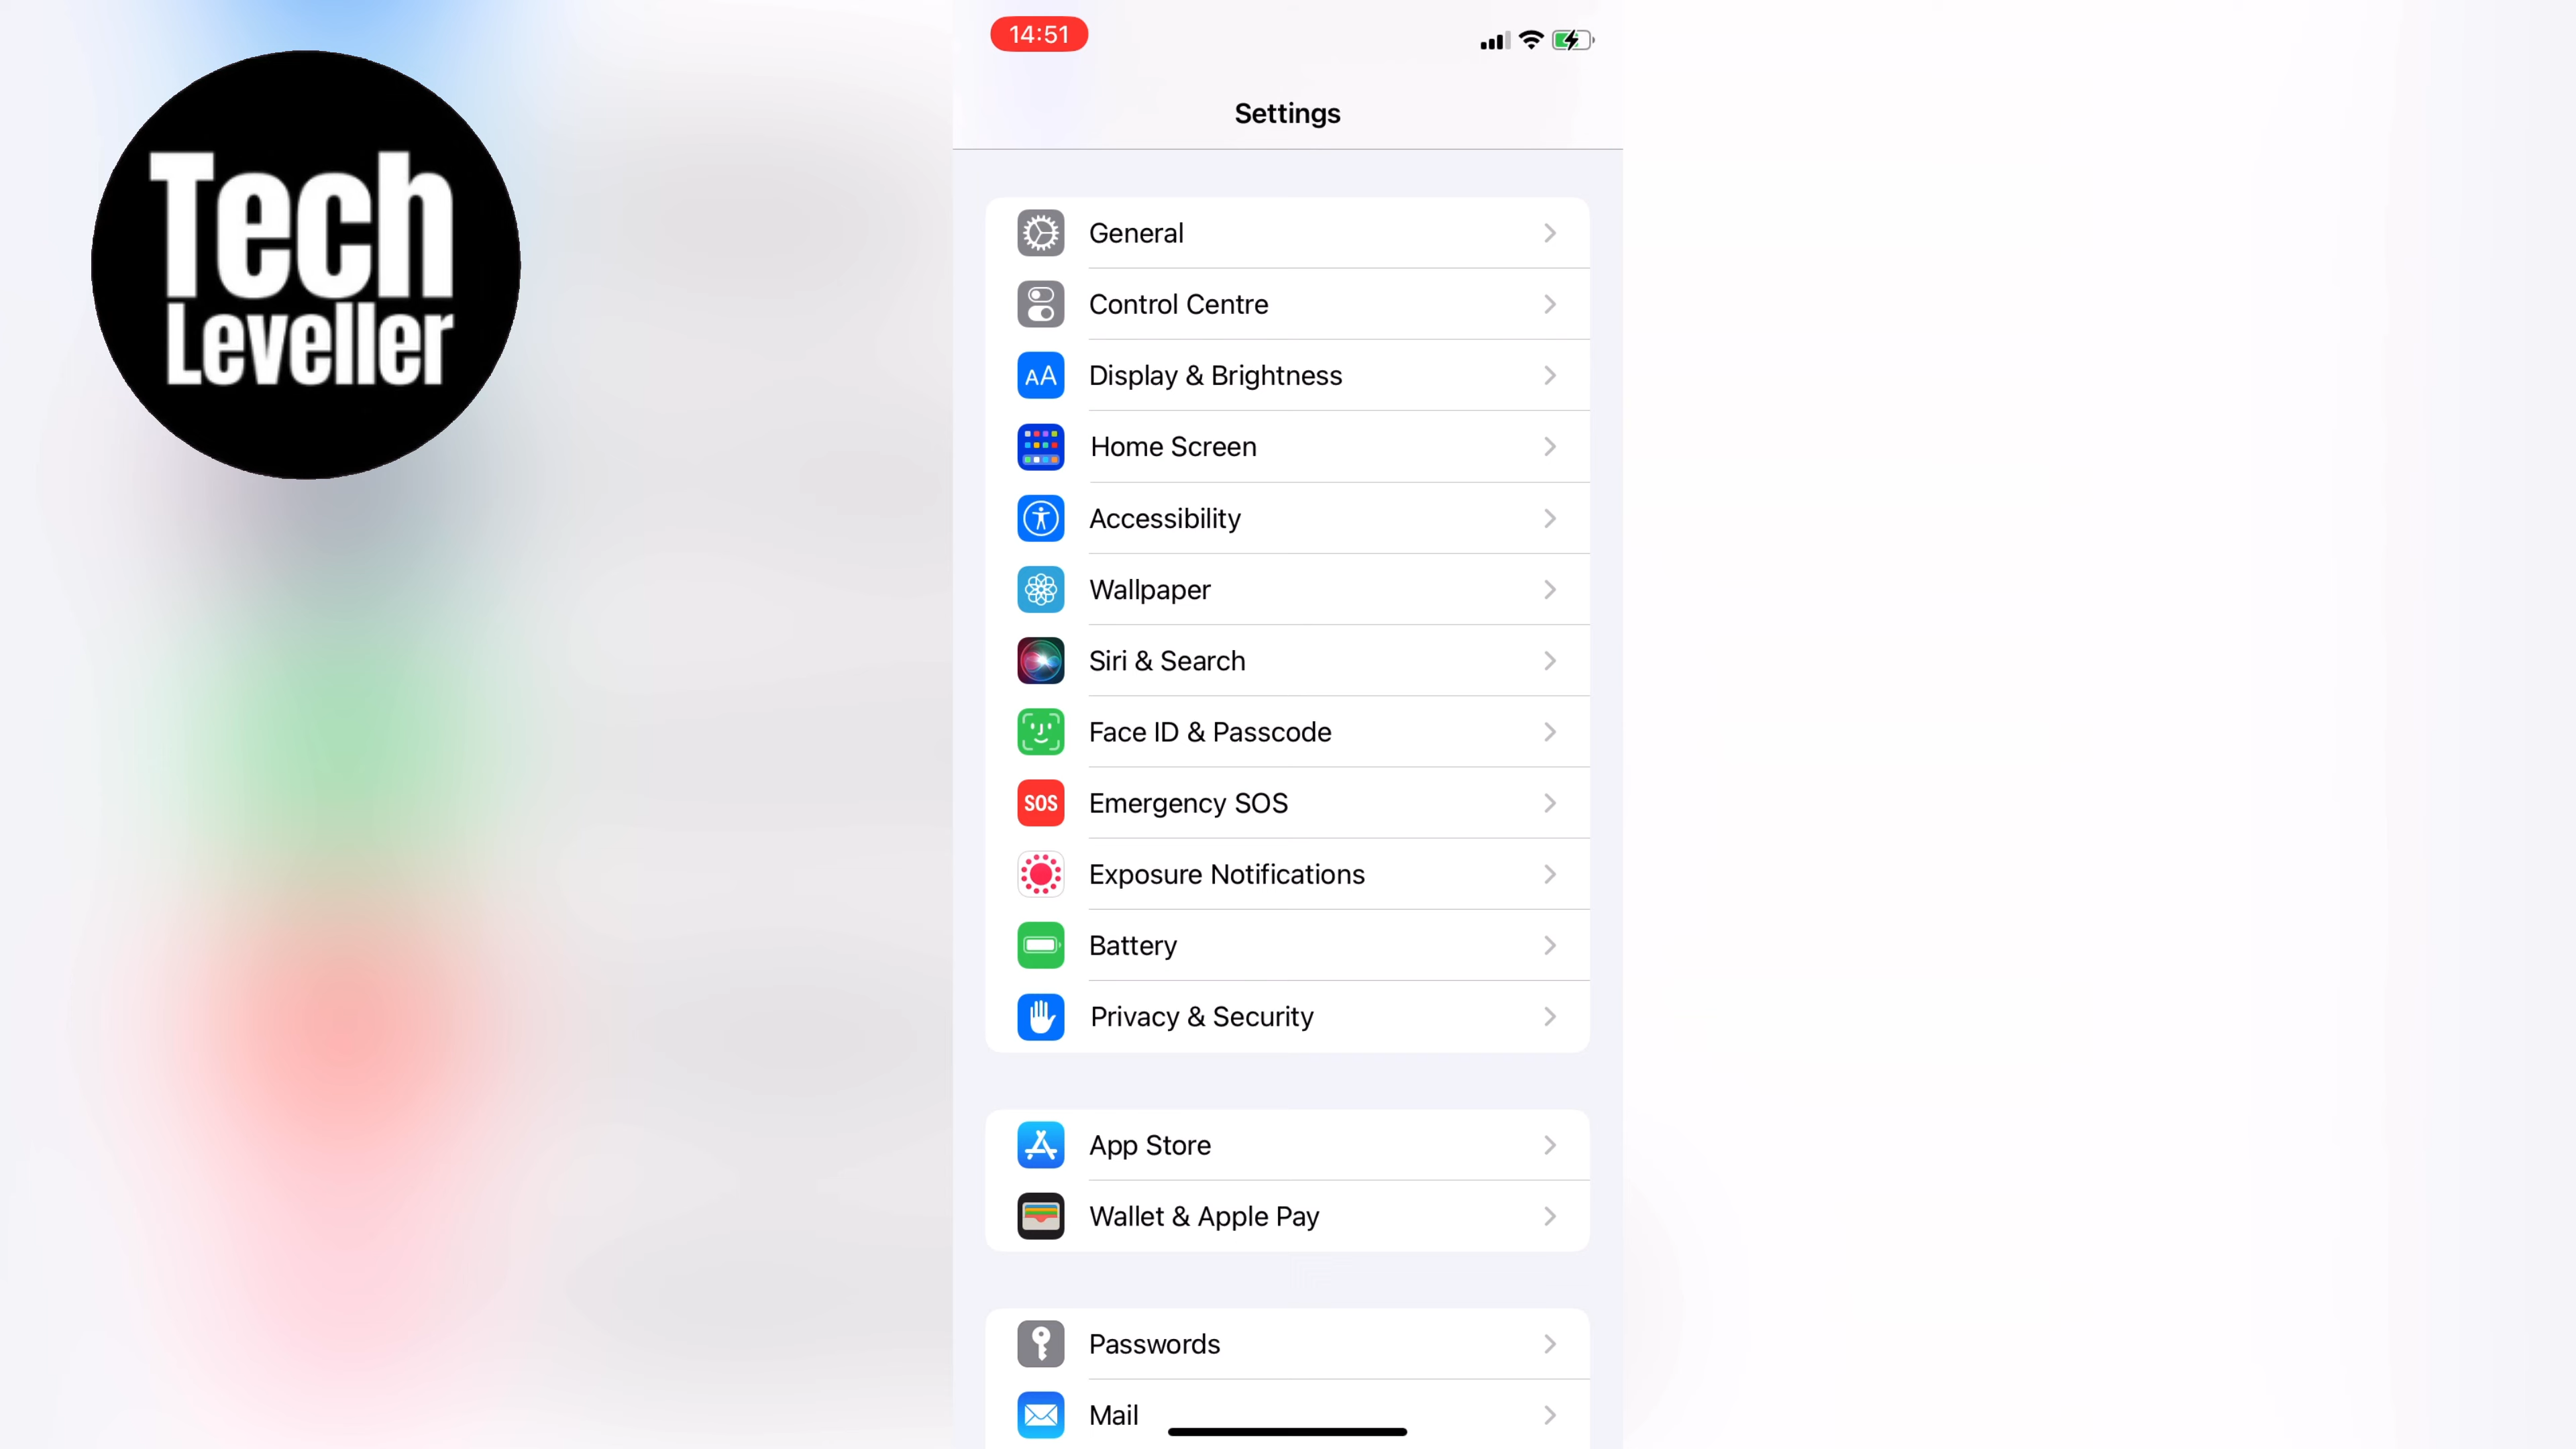 Tech
Leveller
14:51
Settings
General
Control Centre
AA
Display & Brightness
Home Screen
Accessibility
Wallpaper
Siri & Search
Face ID & Passcode
SOS
Emergency SOS
Exposure Notifications
Battery
Privacy & Security
App Store
Wallet & Apple Pay
Passwords
Mail